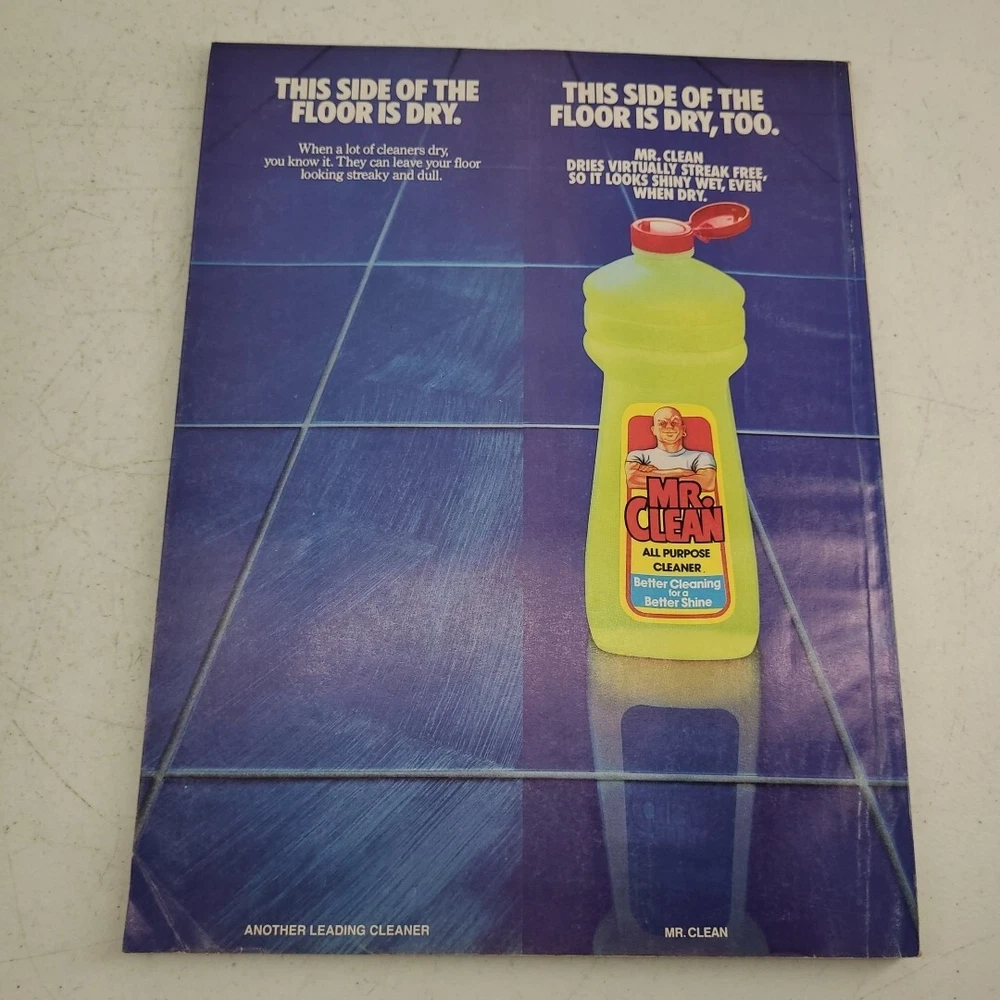 THIS SIDE OF THE
FLOOR IS DRY.
When a lot of cleaners dry,
you know it. They can leave your floor
looking streaky and dull.
THIS SIDE OF THE
FLOOR IS DRY, TOO.
MR. CLEAN
DRIES VIRTUALLY STREAK FREE,
SO IT LOOKS SHINY WET, EVEN
WHEN DRY.
MR.
CLEAN
ALL PURPOSE
CLEANER
Better Cleaning
for a
Better Shine
ANOTHER LEADING CLEANER
MR. CLEAN